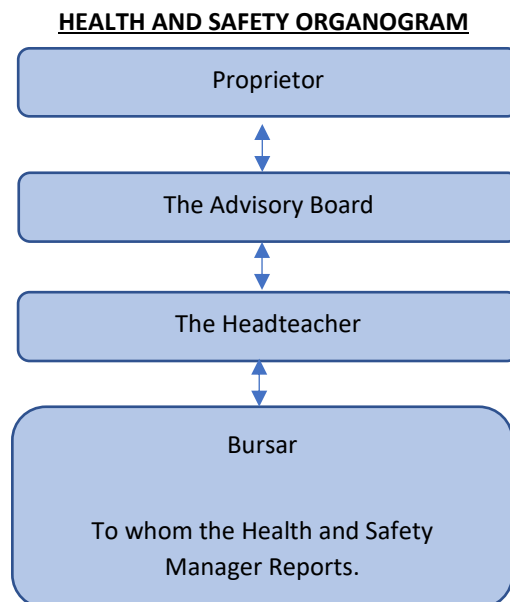 HEALTH AND SAFETY ORGANOGRAM
Proprietor
The Advisory Board
The Headteacher
Bursar
To whom the Health and Safety
Manager Reports.